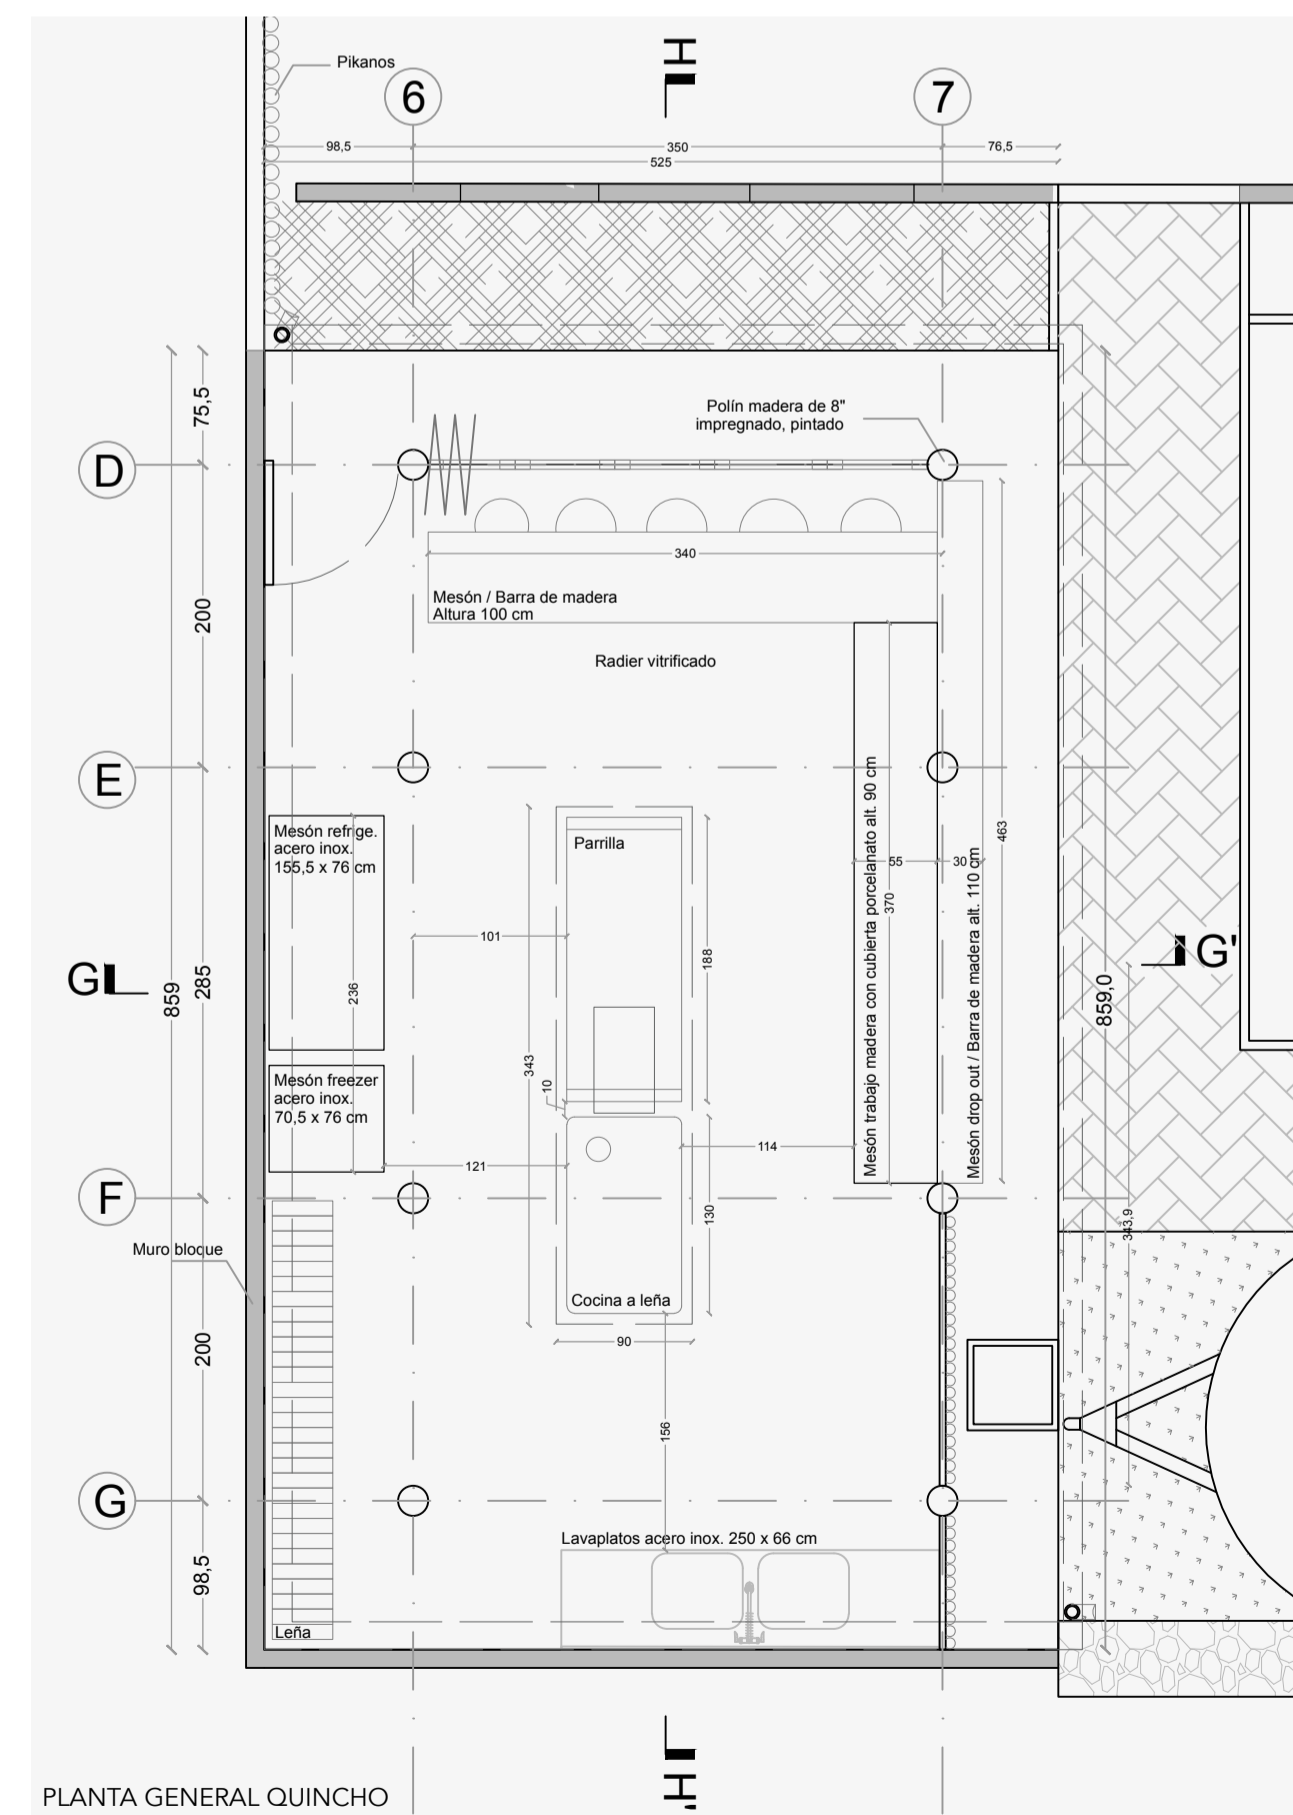 H
Pikanos
6
7
98,5
350
76,5
525
75,5
Polín madera de 8"
impregnado, pintado
D
340
Mesón / Barra de madera
Altura 100 cm
200
Radier vitrificado
E
Mesón refrige.
acero inox.
155,5 x 76 cm
Parrilla
Mesón trabajo madera con cubierta porcelanato alt. 90 cm
55
30
463
370
Mesón drop out / Barra de madera alt. 110 cm
101
188
G
G'
859
285
236
859,0
343
10
Mesón freezer
acero inox.
70,5 x 76 cm
121
114
F
130
343,9
Muro bloque
Cocina a leña
90
200
156
G
Lavaplatos acero inox. 250 x 66 cm
98,5
Leña
H'
PLANTA GENERAL QUINCHO